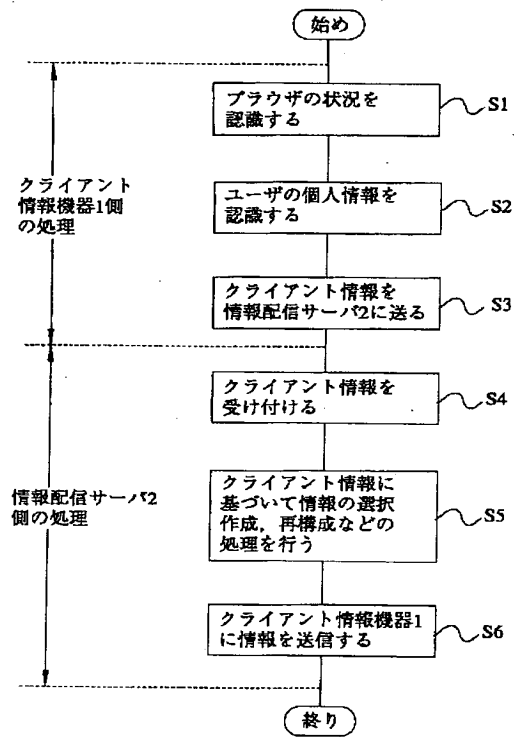 始め
ブラウザの状況を
認識する
S1
クライアント
情報機器1側
の処理
ユーザの個人情報を
認識する
S2
クライアント情報を
情報配信サーバ2に送る
S3
クライアント情報を
受け付ける
S4
情報配信サーバ2
側の処理
クライアント情報に
基づいて情報の選択
作成，再構成などの
処理を行う
S5
クライアント情報機器1
に情報を送信する
S6
終り